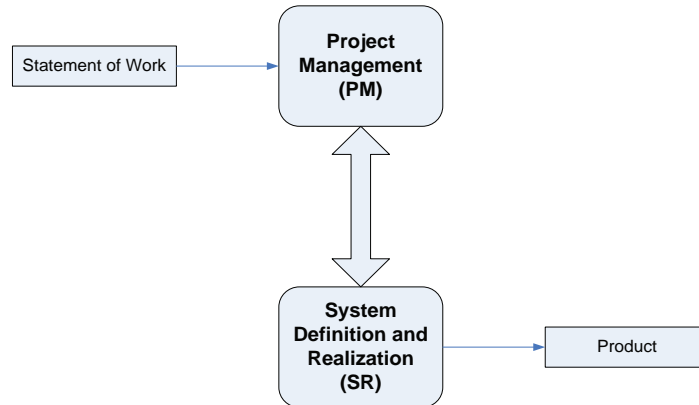 Project
Management
(PM)
Statement of Work
System
Definition and
Realization
(SR)
Product